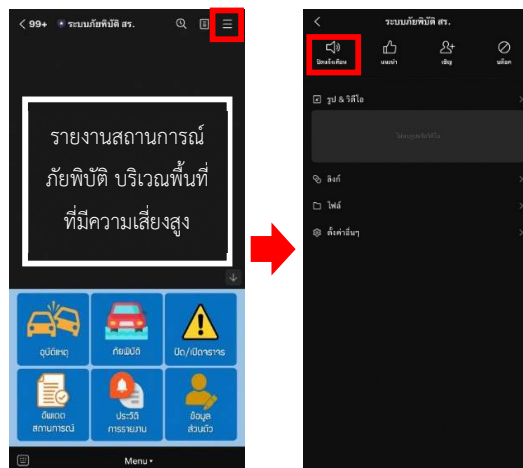 99+ ระบบภัยพิบัติ สร.
รายงานสถานการณ์
ภัยพิบัติ บริเวณพื้นที่
ที่มีความเสี่ยงสูง
อุบัติเหตุ
ภัยพิบัติ
ปิด/เปิดการจราจร
อัพเดต
สถานการณ์
ประวัติ
การรายงาน
ข้อมูล
ส่วนตัว
Menu
ระบบภัยพิบัติ สร.
ปิดแจ้งเตือน
แนะนำ
เชิญ
บล็อค
รูป & วิดีโอ
ลิงก์
ไฟล์
ตั้งค่าอื่นๆ